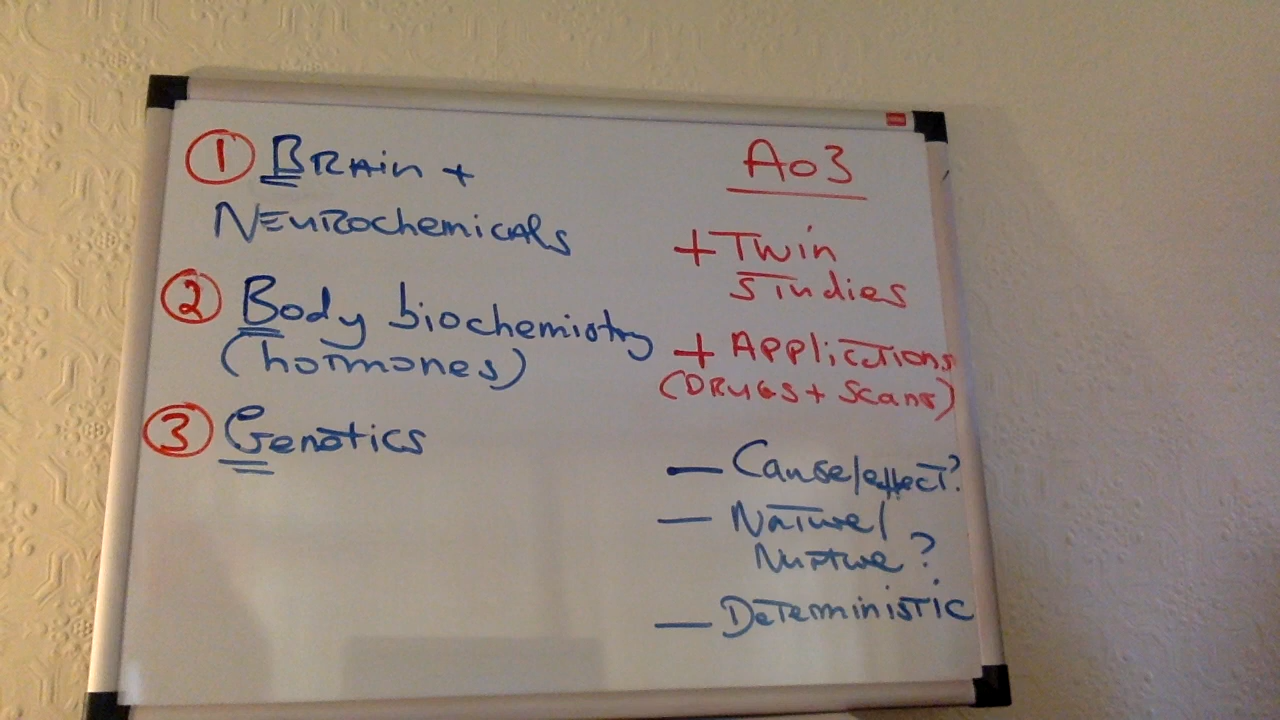 ① Brain +
Neurochemicals
② Body biochemistry
(hormones)
③ Genetics
Ao3
+ Twin
Studies
+ Applications
(Drugs + Scans)
— Cause/effect?
— Nature/
Nurture?
— Deterministic